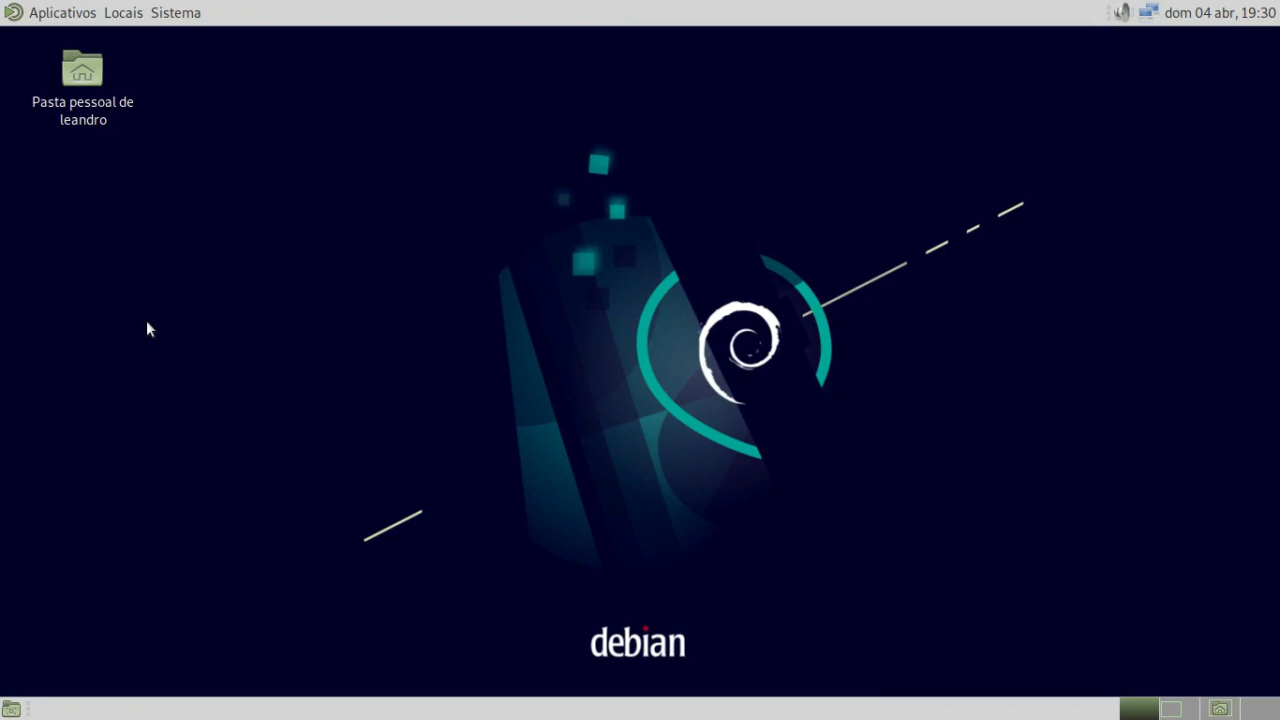 Aplicativos Locais Sistema
dom 04 abr, 19:30
Pasta pessoal de
leandro
debian